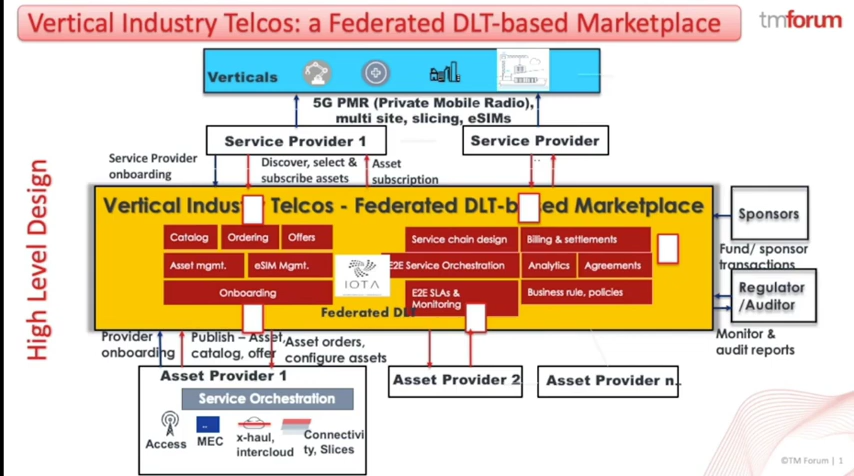 Vertical Industry Telcos: a Federated DLT-based Marketplace
tmforum
High Level Design
Verticals
5G PMR (Private Mobile Radio),
multi site, slicing, eSIMs
Service Provider 1
Service Provider
Service Provider
onboarding
Discover, select &
subscribe assets
Asset
subscription
Vertical Telcos - Federated Marketplace
Catalog
Ordering
Offers
Asset mgmt.
eSIM Mgmt.
Onboarding
IOTA
Service chain design
Billing & settlements
E2E Service Orchestration
Analytics
Agreements
E2E SLAs &
Monitoring
Business rule, policies
Federated DLT
Sponsors
Fund/ sponsor
transactions
Regulator
/Auditor
Monitor &
audit reports
Provider
onboarding
Publish – Asset,
catalog, offer
Asset orders,
configure assets
Asset Provider 1
Service Orchestration
Access
MEC
x-haul,
intercloud
Connectivi
ty, Slices
Asset Provider 2
Asset Provider n..
©TM Forum | 1